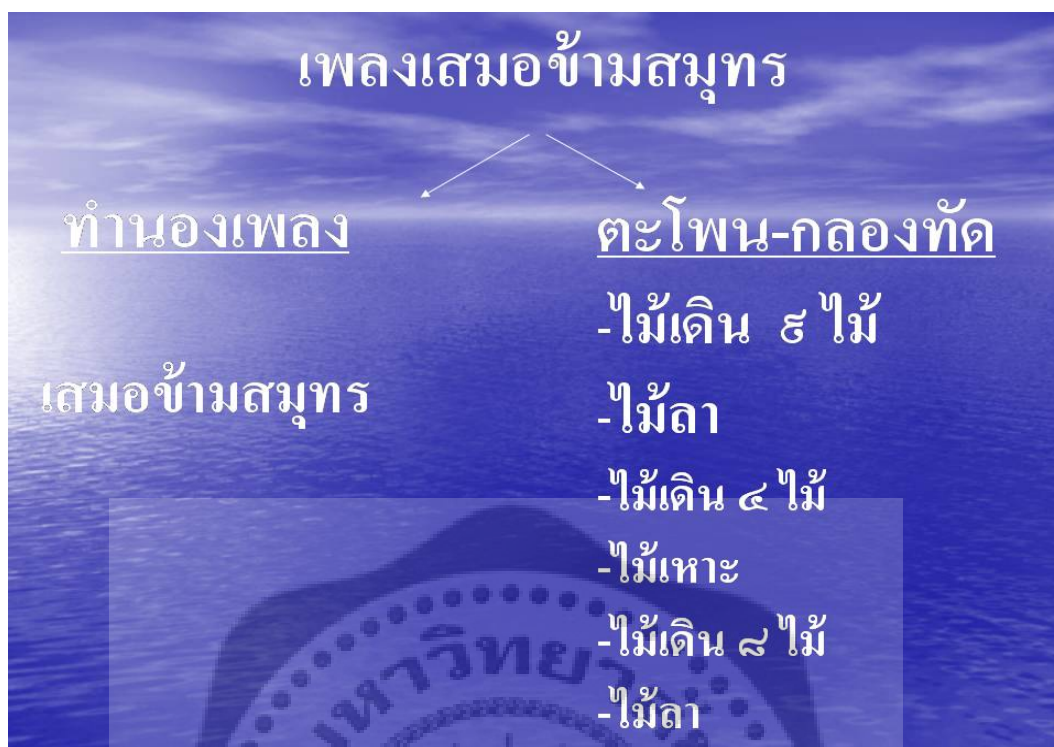 เพลงเสมอข้ามสมุทร
ทำนองเพลง
เสมอข้ามสมุทร
ตะโพน-กลองทัด
-ไม้เดิน ๙ ไม้
-ไม้ลา
-ไม้เดิน ๔ ไม้
-ไม้เหาะ
-ไม้เดิน ๘ ไม้
-ไม้ลา